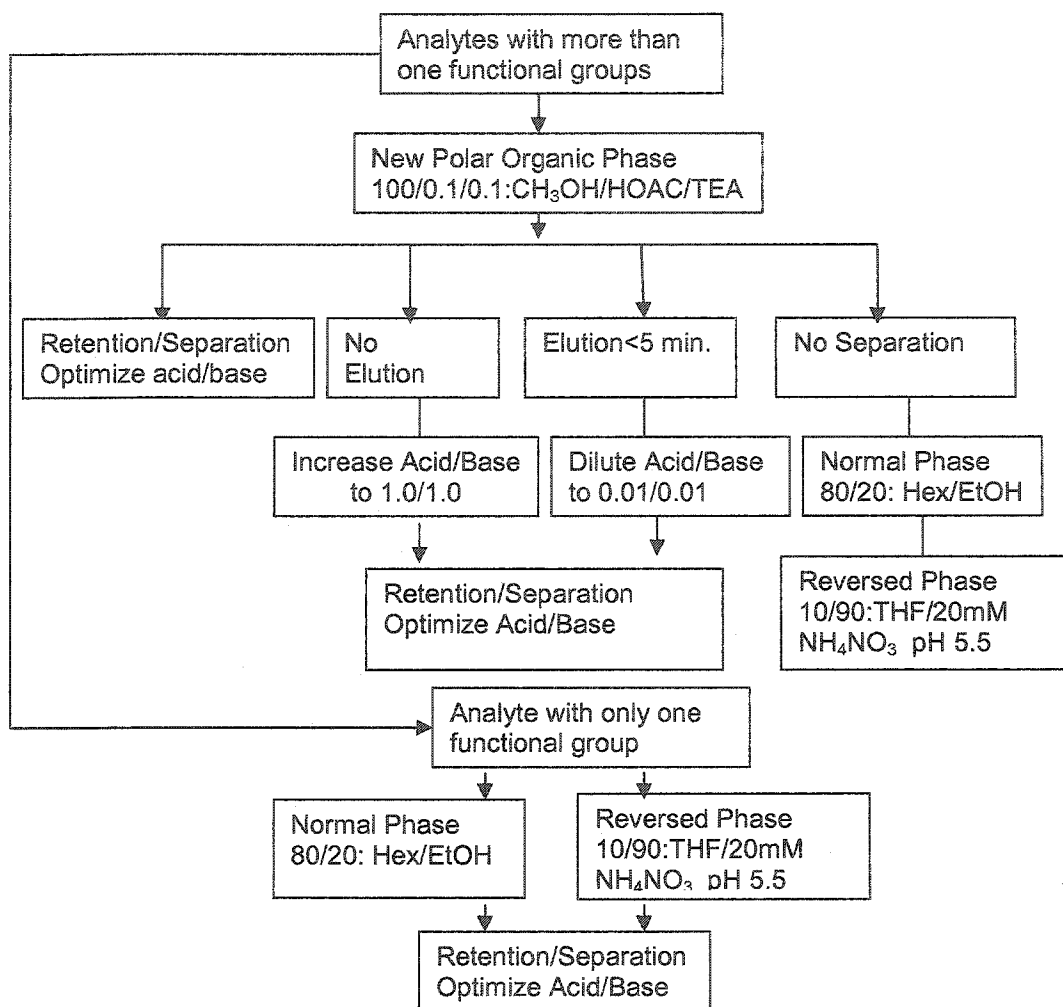 Analytes with more than
one functional groups
New Polar Organic Phase
100/0.1/0.1:CH₃OH/HOAC/TEA
Retention/Separation
Optimize acid/base
No
Elution
Elution<5 min.
No Separation
Increase Acid/Base
to 1.0/1.0
Dilute Acid/Base
to 0.01/0.01
Normal Phase
80/20: Hex/EtOH
Retention/Separation
Optimize Acid/Base
Reversed Phase
10/90:THF/20mM
NH₄NO₃ pH 5.5
Analyte with only one
functional group
Normal Phase
80/20: Hex/EtOH
Reversed Phase
10/90:THF/20mM
NH₄NO₃ pH 5.5
Retention/Separation
Optimize Acid/Base